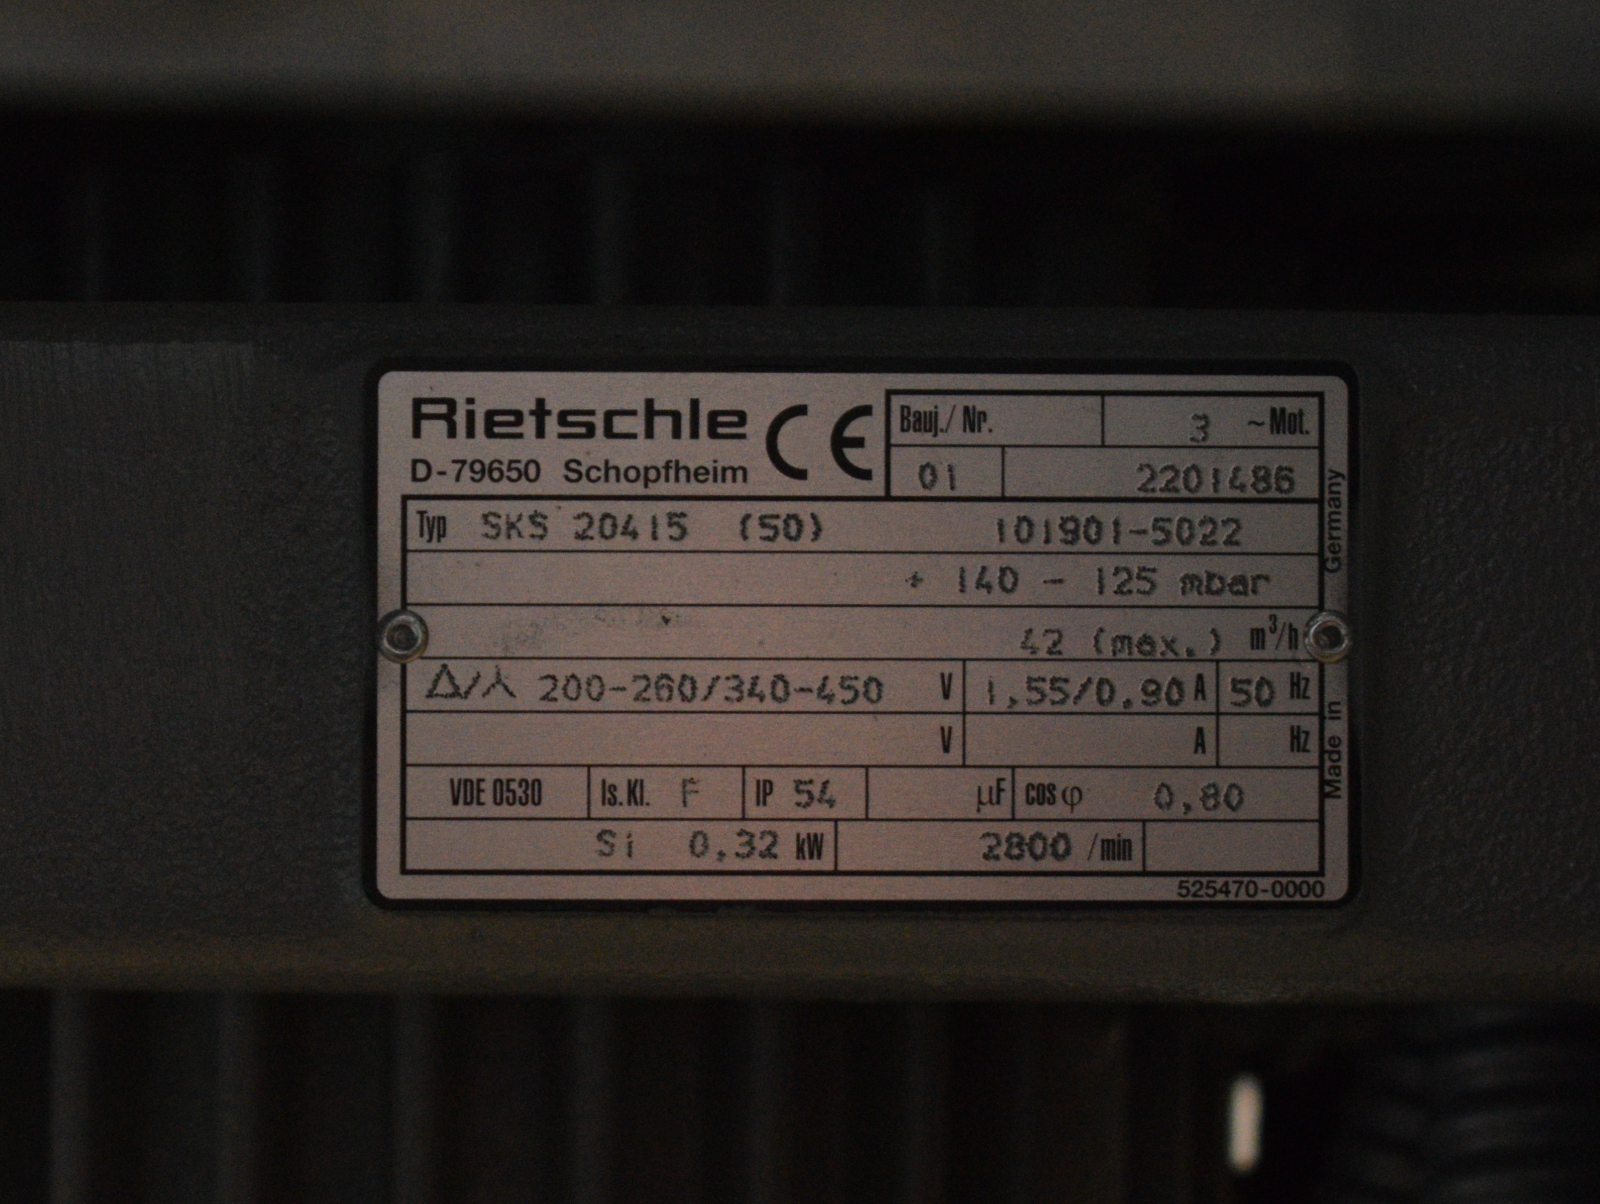 Rietschle CE
D-79650 Schopfheim
Bauj./ Nr. 3 ~Mot.
01 2201486
Typ SKS 20415 (50) 101901-5022
+ 140 - 125 mbar
42 (max.) m³/h
Δ/⅄ 200-260/340-450 V 1,55/0,90 A 50 Hz
V A Hz
VDE 0530 Is.Kl. F IP 54 µF cos φ 0,80
Si 0,32 kW 2800 /min
525470-0000
Made in Germany